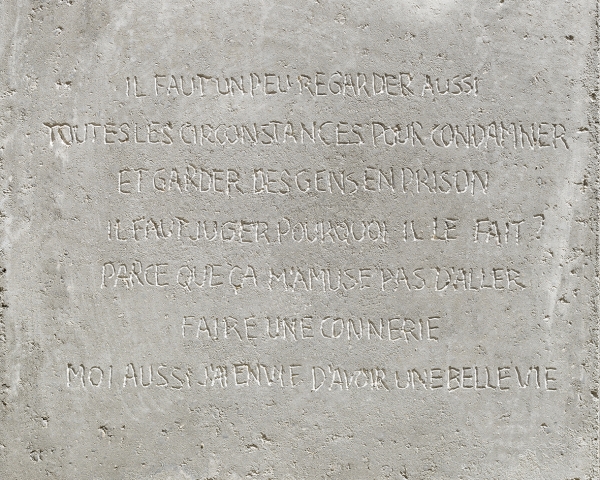 IL FAUT UN PEU REGARDER AUSSI
TOUTES LES CIRCONSTANCES POUR CONDAMNER
ET GARDER DES GENS EN PRISON
IL FAUT JUGER POURQUOI IL LE FAIT ?
PARCE QUE ÇA M'AMUSE PAS D'ALLER
FAIRE UNE CONNERIE
MOI AUSSI J'AI ENVIE D'AVOIR UNE BELLE VIE